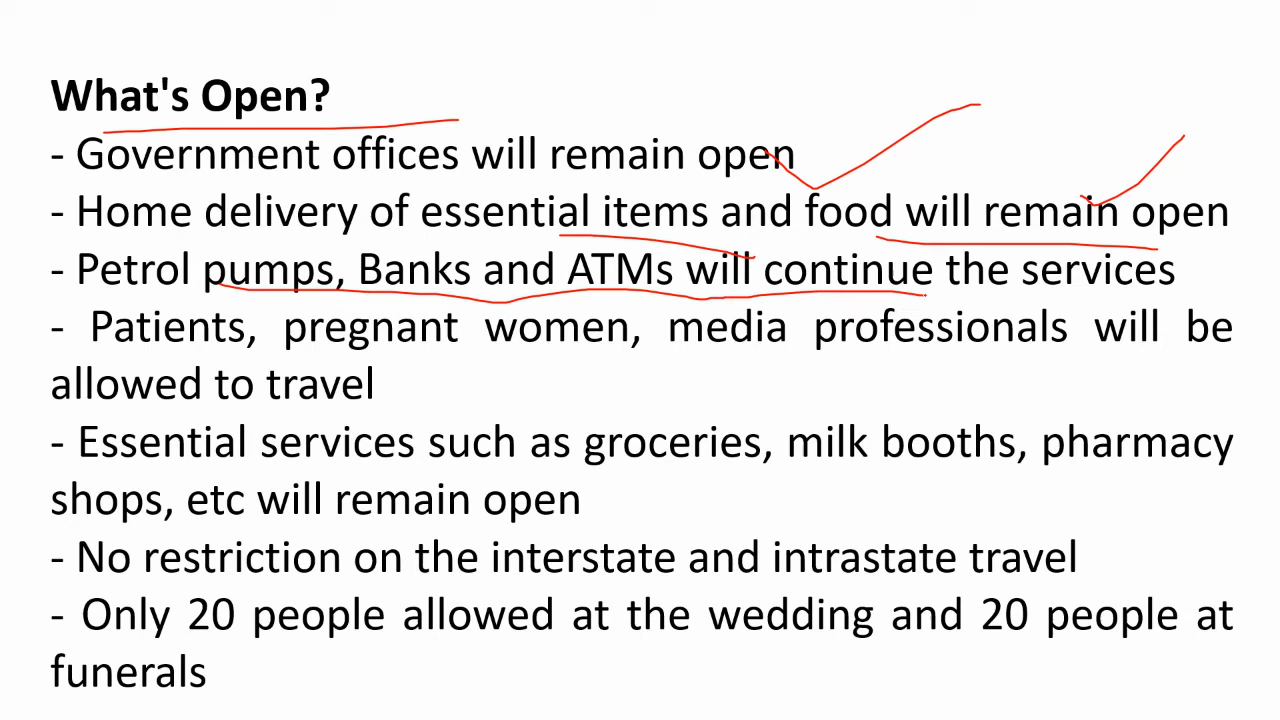 What's Open?
- Government offices will remain open
- Home delivery of essential items and food will remain open
- Petrol pumps, Banks and ATMs will continue the services
- Patients, pregnant women, media professionals will be
allowed to travel
- Essential services such as groceries, milk booths, pharmacy
shops, etc will remain open
- No restriction on the interstate and intrastate travel
- Only 20 people allowed at the wedding and 20 people at
funerals